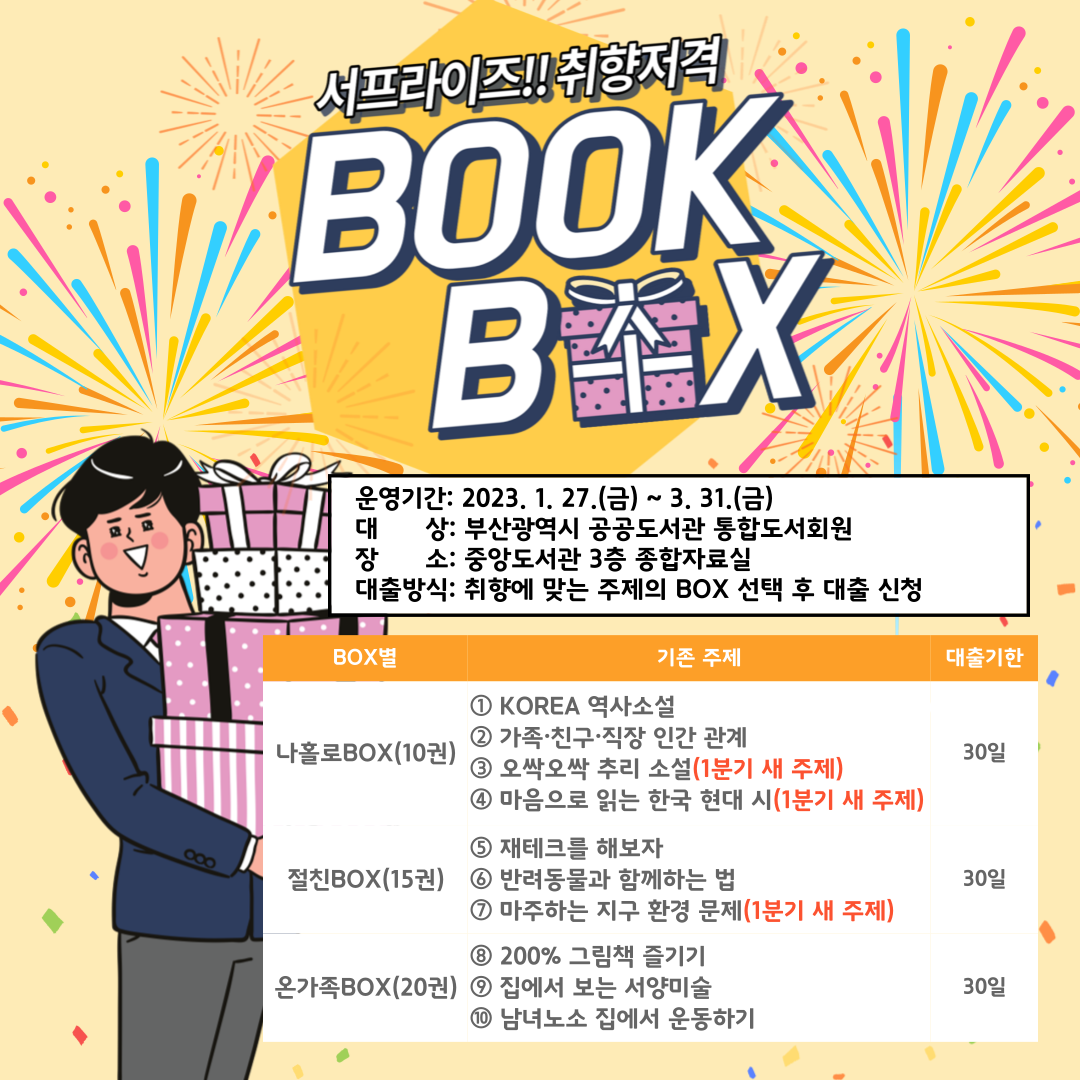 서프라이즈!! 취향저격
BOOK
BOX
운영기간: 2023. 1. 27.(금) ~ 3. 31.(금)
대 상: 부산광역시 공공도서관 통합도서회원
장 소: 중앙도서관 3층 종합자료실
대출방식: 취향에 맞는 주제의 BOX 선택 후 대출 신청
BOX별 기존 주제 대출기한
나홀로BOX(10권) 30일
① KOREA 역사소설
② 가족·친구·직장 인간 관계
③ 오싹오싹 추리 소설(1분기 새 주제)
④ 마음으로 읽는 한국 현대 시(1분기 새 주제)
절친BOX(15권) 30일
⑤ 재테크를 해보자
⑥ 반려동물과 함께하는 법
⑦ 마주하는 지구 환경 문제(1분기 새 주제)
온가족BOX(20권) 30일
⑧ 200% 그림책 즐기기
⑨ 집에서 보는 서양미술
⑩ 남녀노소 집에서 운동하기